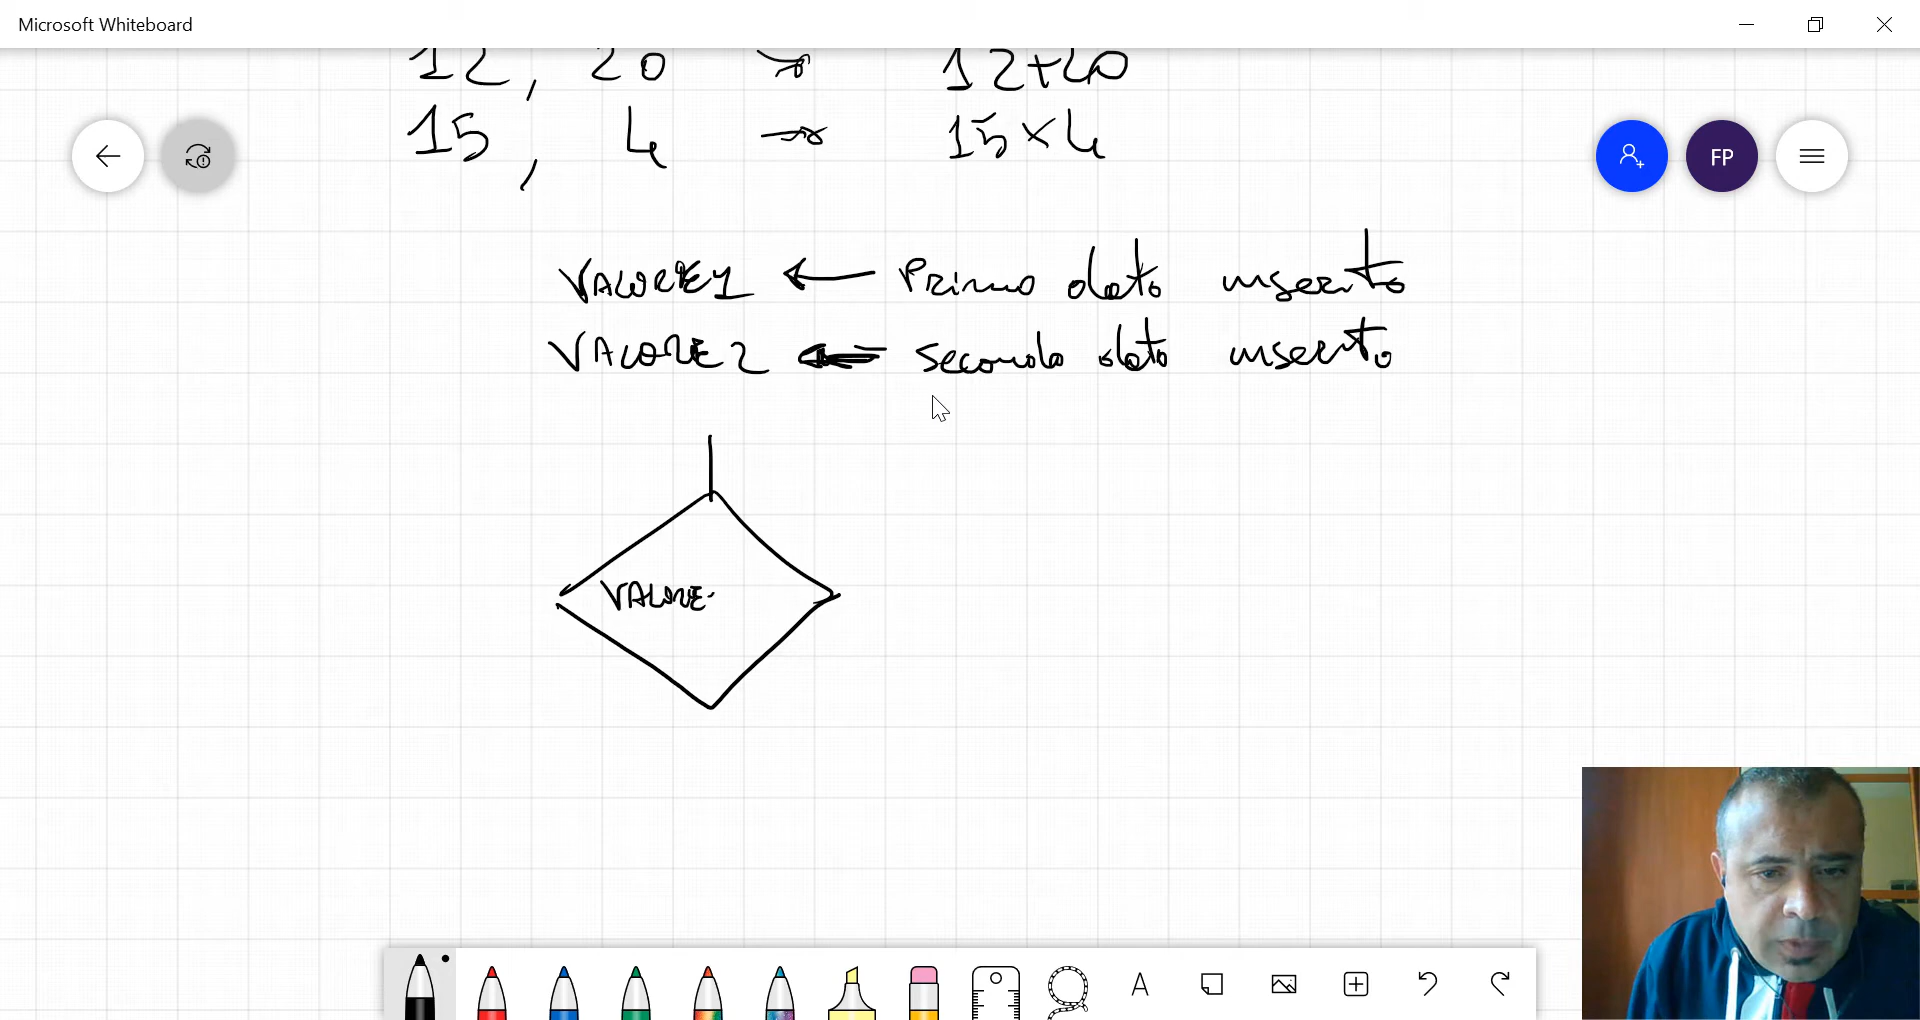 Microsoft Whiteboard
12, 20 → 12+20
15, 4 → 15×4
FP
VALORE1 ← Primo dato inserito
VALORE2 ← secondo dato inserito
VALORE
A